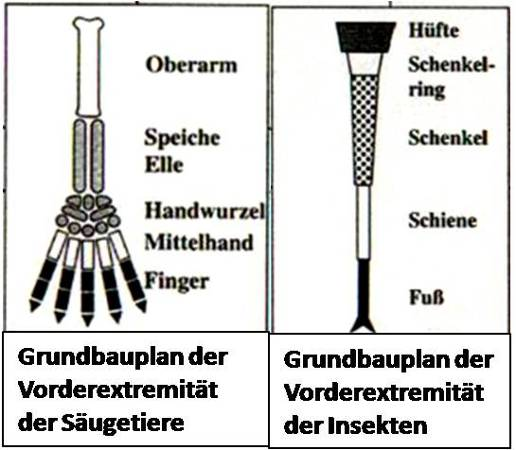 Oberarm
Speiche
Elle
Handwurzel
Mittelhand
Finger
Grundbauplan der
Vorderextremität
der Säugetiere
Hüfte
Schenkel-
ring
Schenkel
Schiene
Fuß
Grundbauplan der
Vorderextremität
der Insekten